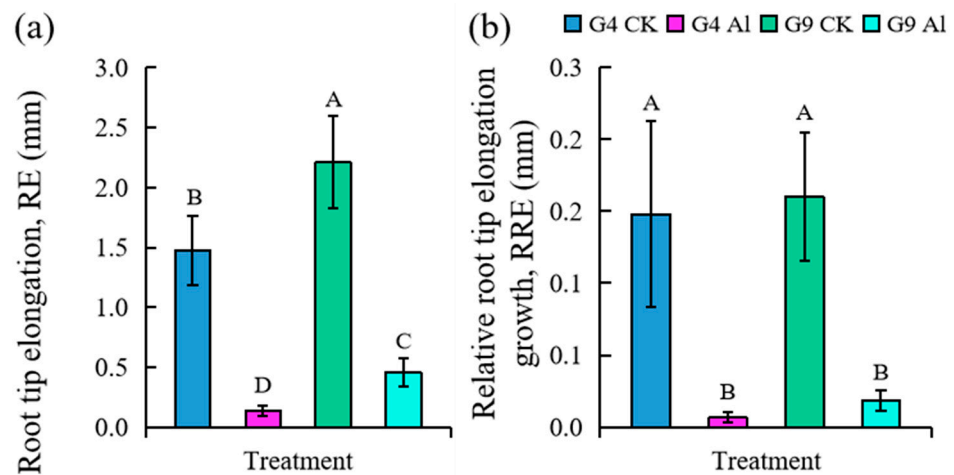 (a)
Root tip elongation, RE (mm)
3.0
2.5
2.0
1.5
1.0
0.5
0.0
B
D
A
C
Treatment
(b)
G4 CK G4 Al G9 CK G9 Al
Relative root tip elongation
growth, RRE (mm)
0.3
0.2
0.2
0.1
0.1
0.0
A
B
A
B
Treatment